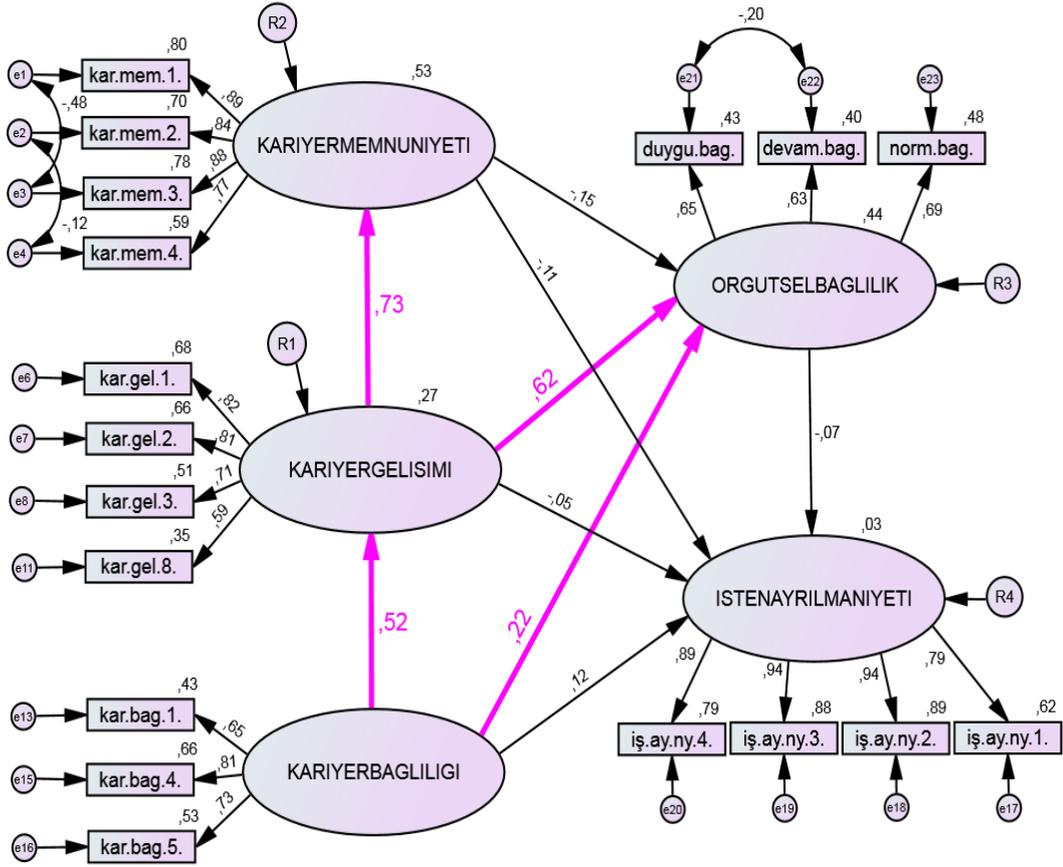 R2
,53
KARIYERMEMNUNIYETI
,80
e1
kar.mem.1.
,89
-,48
,70
e2
kar.mem.2.
,84
,78
e3
kar.mem.3.
,88
-,12
,59
e4
kar.mem.4.
,77
-,20
e21
e22
e23
,43
duygu.bag.
,40
devam.bag.
,48
norm.bag.
,65
,63
,69
,44
ORGUTSELBAGLILIK
R3
-,15
-,11
,73
,62
R1
,27
KARIYERGELISIMI
,68
e6
kar.gel.1.
,82
,66
e7
kar.gel.2.
,81
,51
e8
kar.gel.3.
,71
,35
e11
kar.gel.8.
,59
-,07
-,05
,03
ISTENAYRILMANIYETI
R4
,52
,22
,12
,43
e13
kar.bag.1.
,65
,66
e15
kar.bag.4.
,81
,53
e16
kar.bag.5.
,73
KARIYERBAGLILIGI
,89
,94
,94
,79
,79
iş.ay.ny.4.
,88
iş.ay.ny.3.
,89
iş.ay.ny.2.
,62
iş.ay.ny.1.
e20
e19
e18
e17